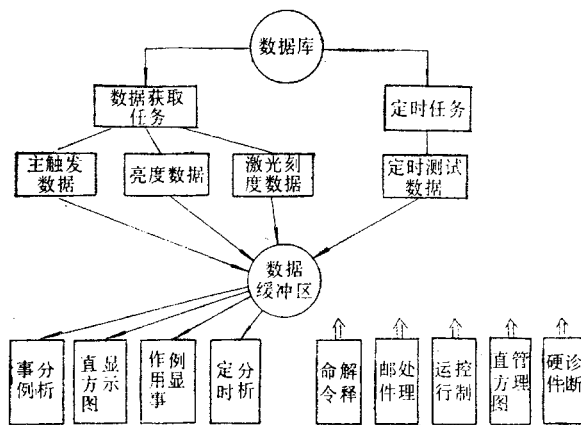 数据库
数据获取
任务
定时任务
主触发
数据
亮度数据
激光刻
度数据
定时测试
数据
数据
缓冲区
事例
分析
直方图
显示
作用事
例显
定时
分析
命令
解释
邮件
处理
运行
控制
直方图
管理
硬件
诊断